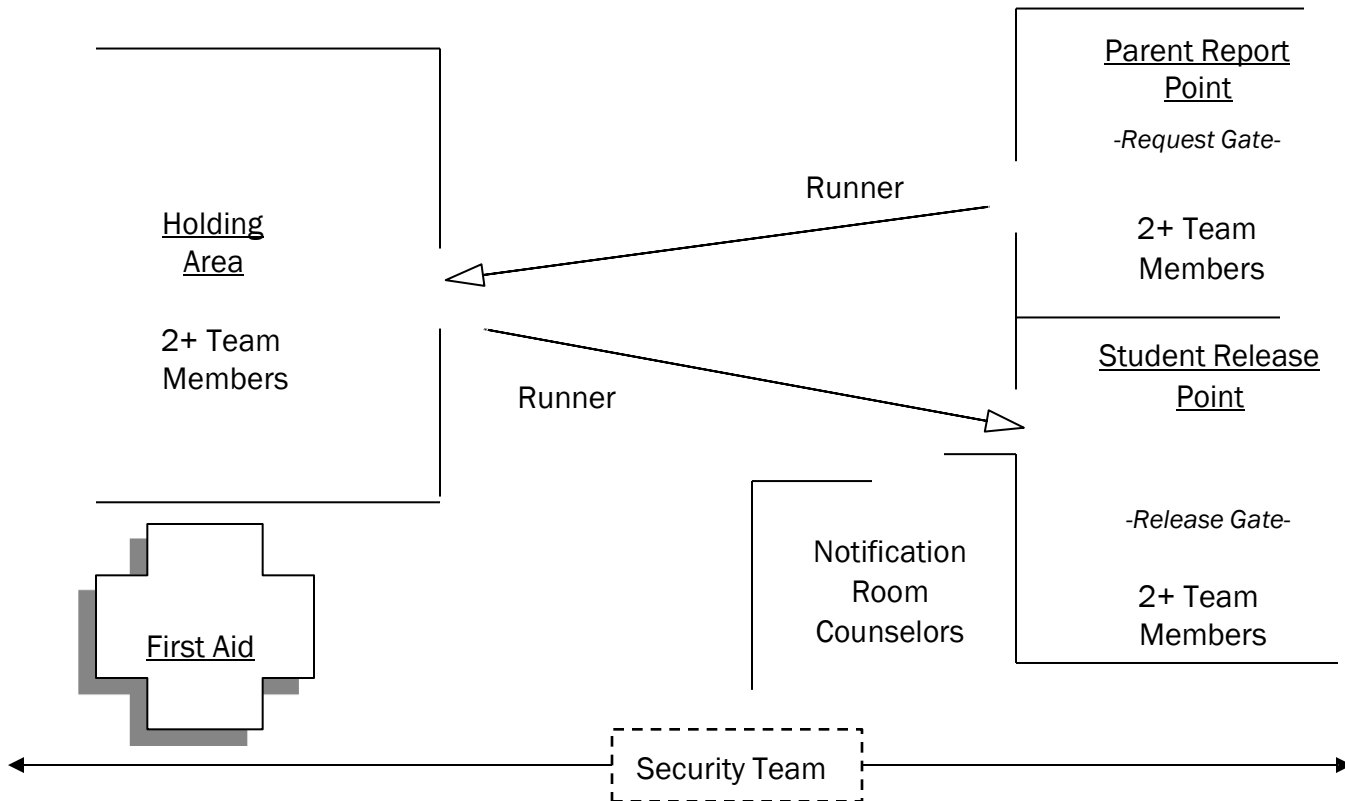 Parent Report
Point
-Request Gate-
Runner
2+ Team
Members
Holding
Area
2+ Team
Members
Runner
Student Release
Point
-Release Gate-
2+ Team
Members
Notification
Room
Counselors
First Aid
Security Team